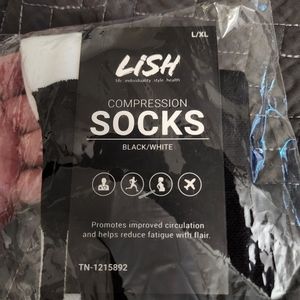 L/XL
LISH
life individuality style health
COMPRESSION
SOCKS
BLACK/WHITE
Promotes improved circulation
and helps reduce fatigue with flair.
TN-1215892